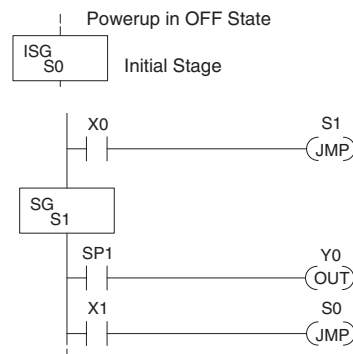 Powerup in OFF State
ISG
S0
Initial Stage
X0
S1
JMP
SG
S1
SP1
Y0
OUT
X1
S0
JMP